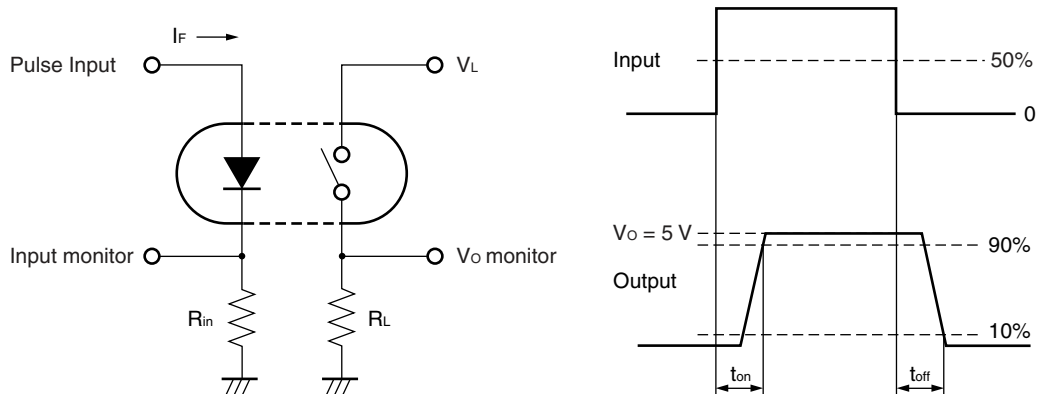 IF
Pulse Input
VL
Input monitor
VO monitor
Rin
RL
Input
50%
0
VO = 5 V
90%
Output
10%
ton
toff